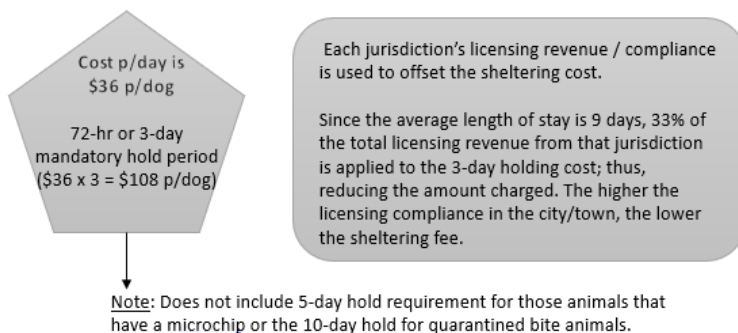 Cost p/day is
$36 p/dog
72-hr or 3-day
mandatory hold period
($36 x 3 = $108 p/dog)
Each jurisdiction's licensing revenue / compliance
is used to offset the sheltering cost.
Since the average length of stay is 9 days, 33% of
the total licensing revenue from that jurisdiction
is applied to the 3-day holding cost; thus,
reducing the amount charged. The higher the
licensing compliance in the city/town, the lower
the sheltering fee.
Note: Does not include 5-day hold requirement for those animals that
have a microchip or the 10-day hold for quarantined bite animals.